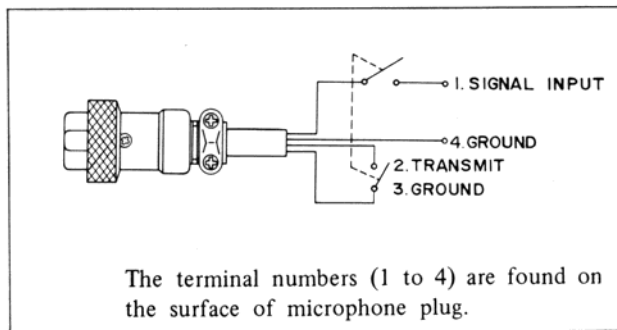 1. SIGNAL INPUT
4. GROUND
2. TRANSMIT
3. GROUND
The terminal numbers (1 to 4) are found on
the surface of microphone plug.